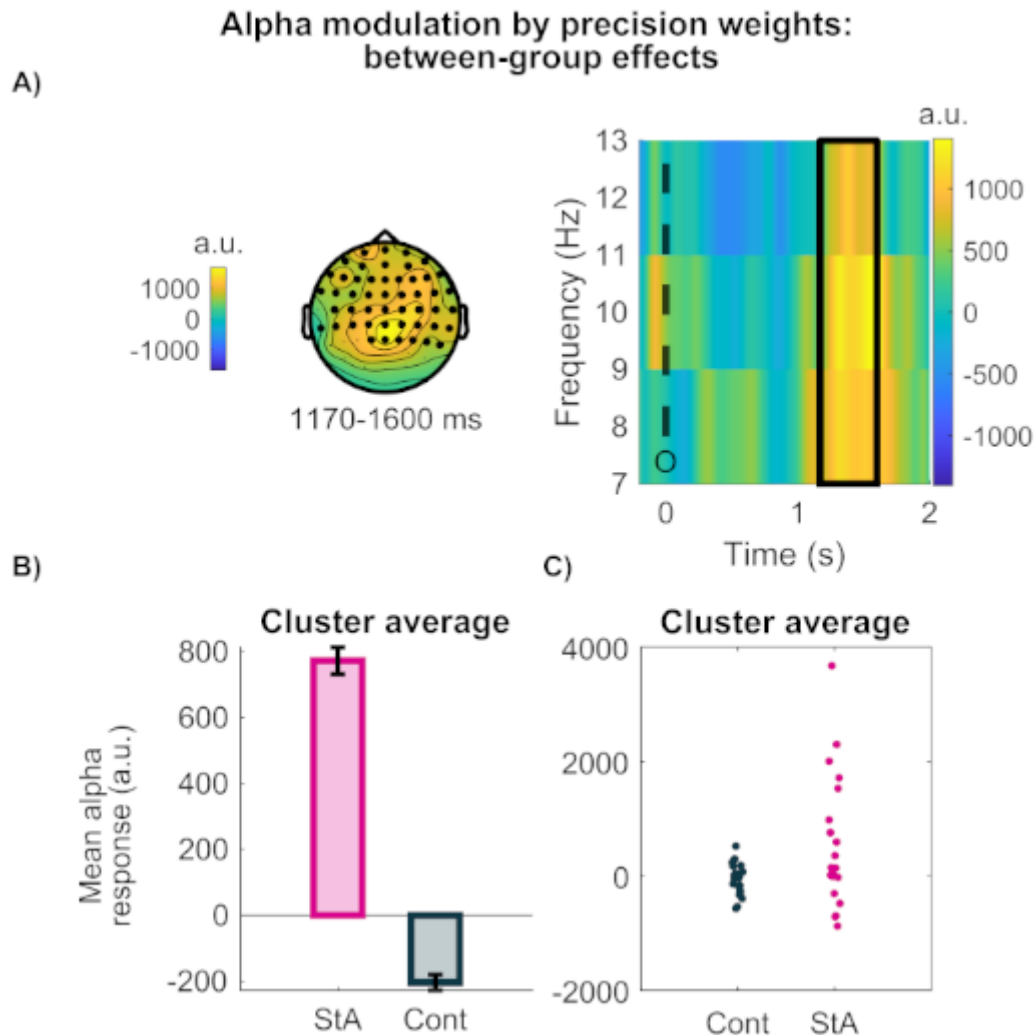 Alpha modulation by precision weights:
between-group effects
A)
a.u.
1000
0
-1000
1170-1600 ms
Frequency (Hz)
13
12
11
10
9
8
7
O
0
1
2
Time (s)
a.u.
1000
500
0
-500
-1000
B)
Cluster average
Mean alpha
response (a.u.)
800
600
400
200
0
-200
StA
Cont
C)
Cluster average
4000
2000
0
-2000
Cont
StA